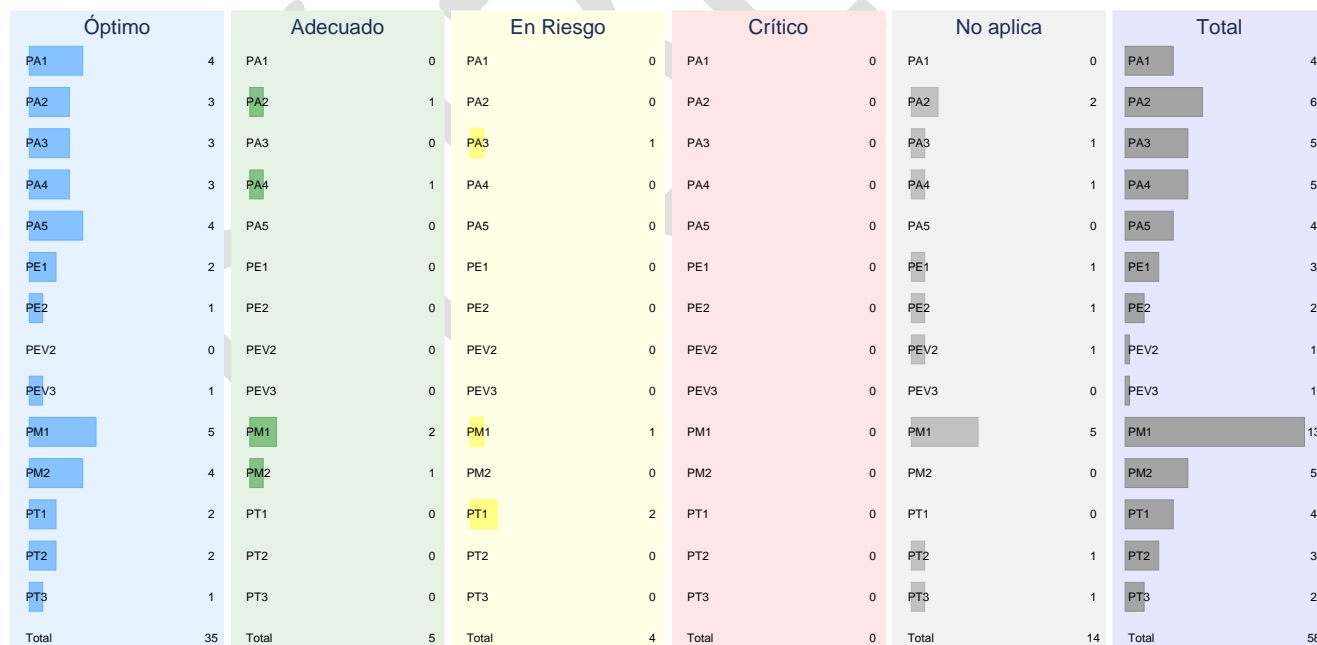 Óptimo Adecuado En Riesgo Crítico No aplica Total
PA1 4 PA1 0 PA1 0 PA1 0 PA1 0 PA1 4
PA2 3 PA2 1 PA2 0 PA2 0 PA2 2 PA2 6
PA3 3 PA3 0 PA3 1 PA3 0 PA3 1 PA3 5
PA4 3 PA4 1 PA4 0 PA4 0 PA4 1 PA4 5
PA5 4 PA5 0 PA5 0 PA5 0 PA5 0 PA5 4
PE1 2 PE1 0 PE1 0 PE1 0 PE1 1 PE1 3
PE2 1 PE2 0 PE2 0 PE2 0 PE2 1 PE2 2
PEV2 0 PEV2 0 PEV2 0 PEV2 0 PEV2 1 PEV2 1
PEV3 1 PEV3 0 PEV3 0 PEV3 0 PEV3 0 PEV3 1
PM1 5 PM1 2 PM1 1 PM1 0 PM1 5 PM1 13
PM2 4 PM2 1 PM2 0 PM2 0 PM2 0 PM2 5
PT1 2 PT1 0 PT1 2 PT1 0 PT1 0 PT1 4
PT2 2 PT2 0 PT2 0 PT2 0 PT2 1 PT2 3
PT3 1 PT3 0 PT3 0 PT3 0 PT3 1 PT3 2
Total 35 Total 5 Total 4 Total 0 Total 14 Total 58